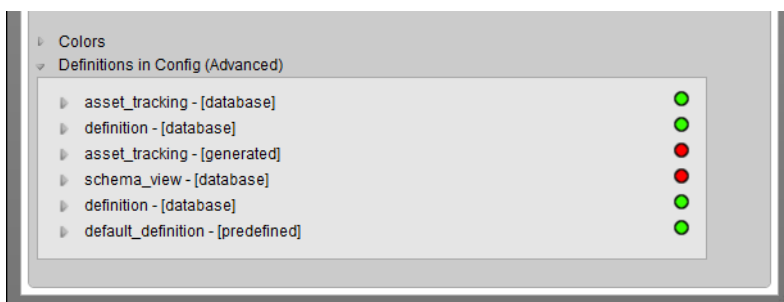 Colors
Definitions in Config (Advanced)
asset_tracking - [database]
definition - [database]
asset_tracking - [generated]
schema_view - [database]
definition - [database]
default_definition - [predefined]